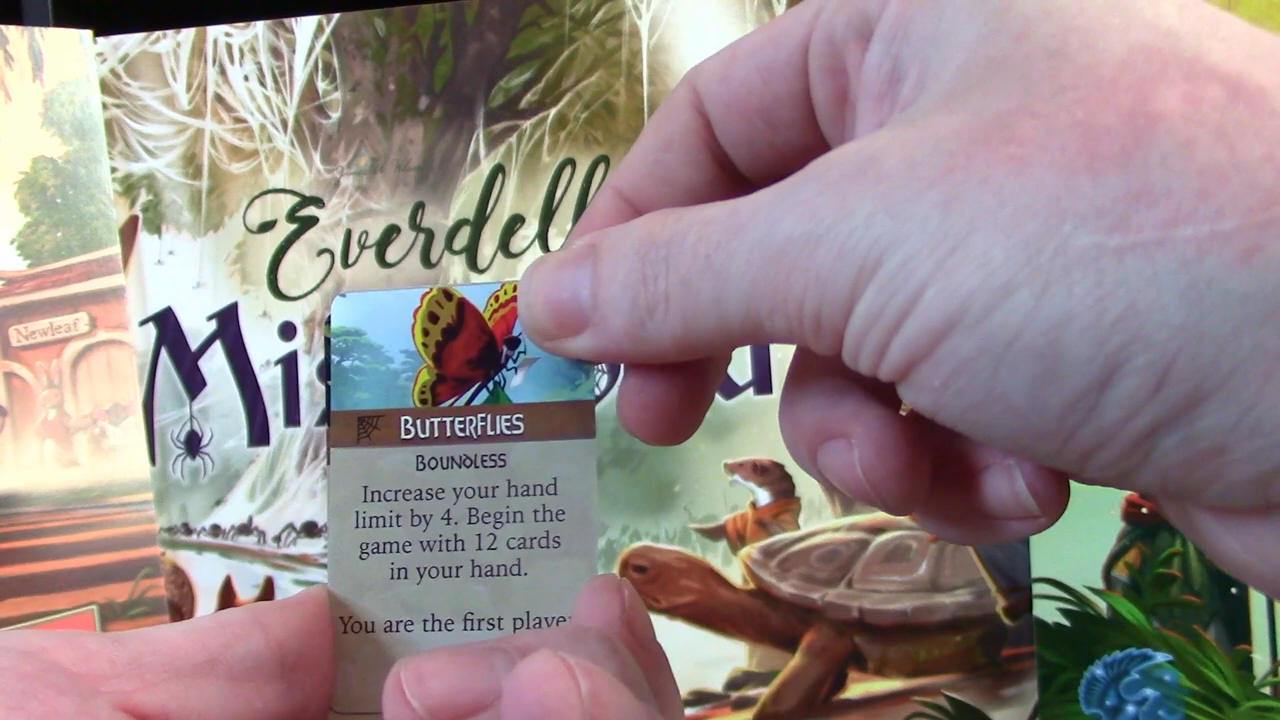 Everdell
Newleaf
BUTTERFLIES
BOUNDLESS
Increase your hand
limit by 4. Begin the
game with 12 cards
in your hand.
You are the first